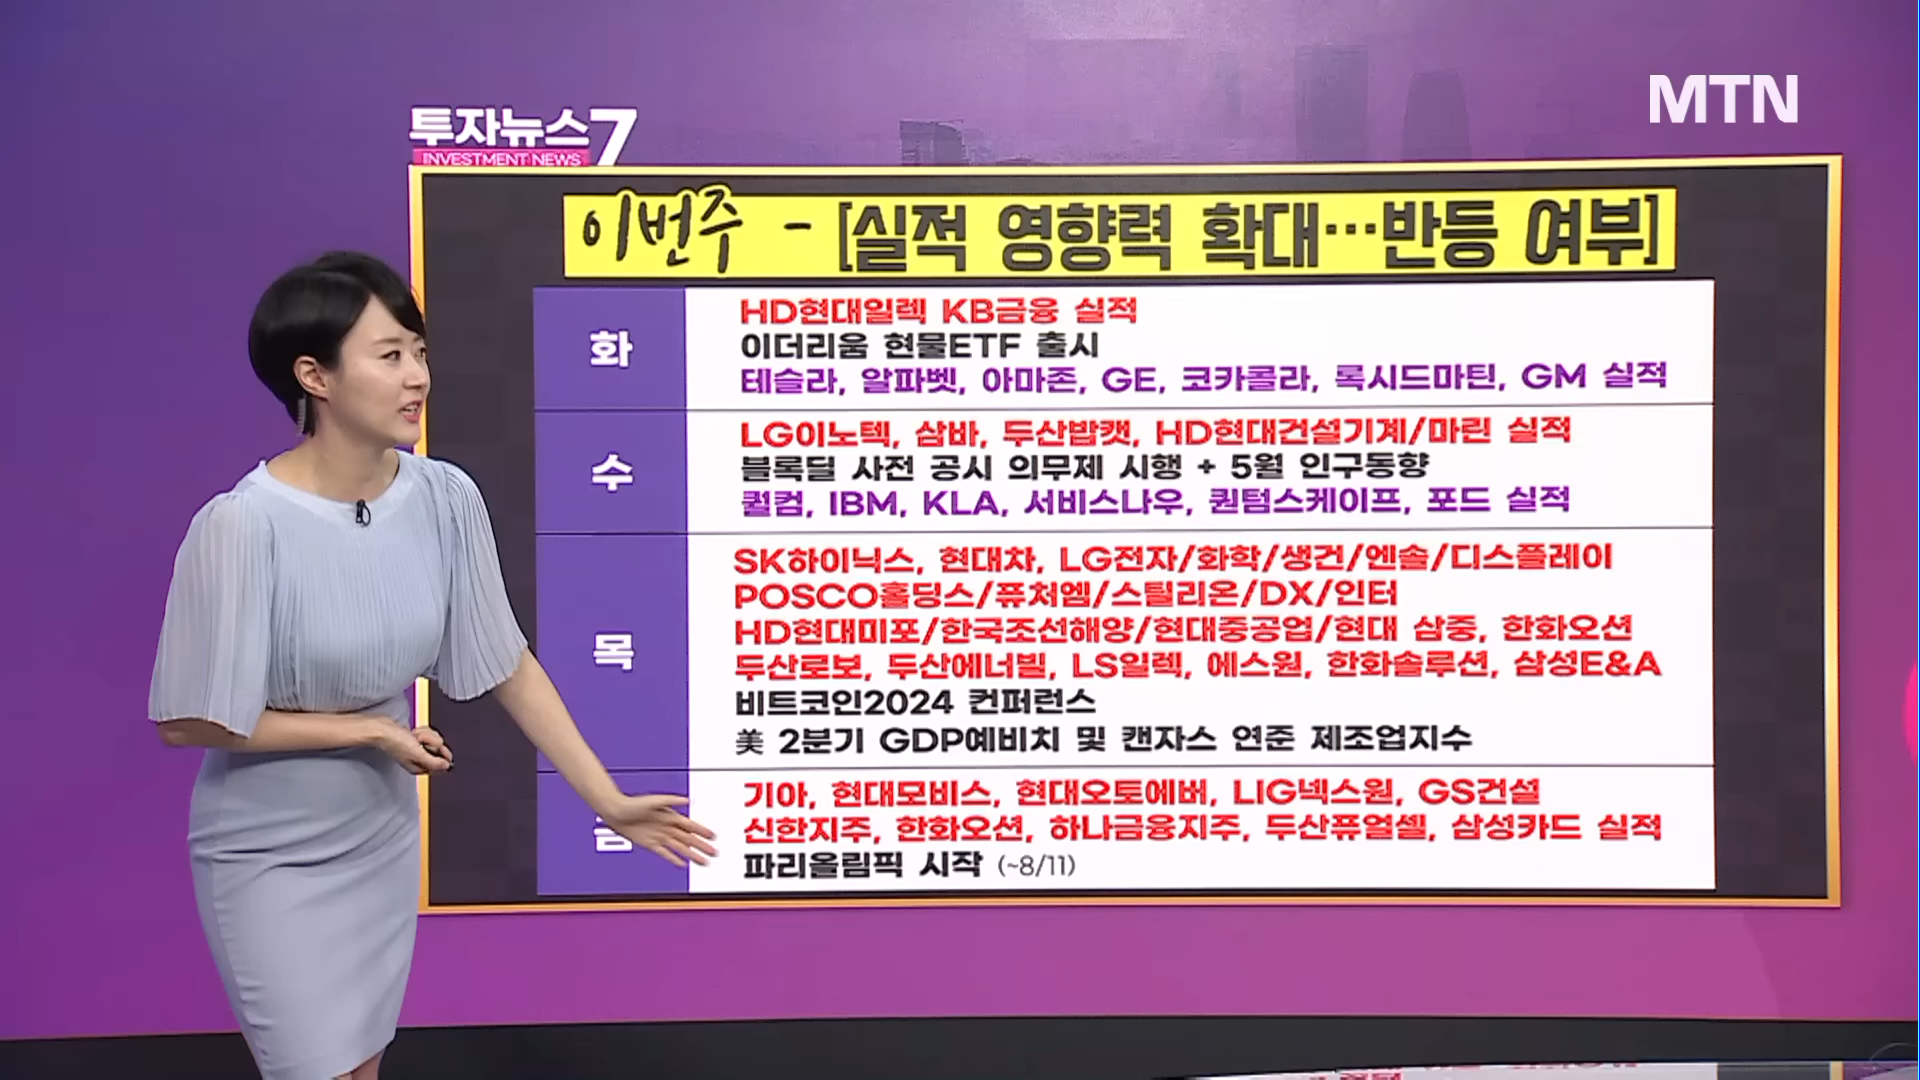 MTN
투자뉴스7
INVESTMENT NEWS
이번주 - [실적 영향력 확대…반등 여부]
화
HD현대일렉 KB금융 실적
이더리움 현물ETF 출시
테슬라, 알파벳, 아마존, GE, 코카콜라, 록시드마틴, GM 실적
수
LG이노텍, 삼바, 두산밥캣, HD현대건설기계/마린 실적
블록딜 사전 공시 의무제 시행 + 5월 인구동향
퀄컴, IBM, KLA, 서비스나우, 퀀텀스케이프, 포드 실적
목
SK하이닉스, 현대차, LG전자/화학/생건/엔솔/디스플레이
POSCO홀딩스/퓨처엠/스틸리온/DX/인터
HD현대미포/한국조선해양/현대중공업/현대 삼중, 한화오션
두산로보, 두산에너빌, LS일렉, 에스원, 한화솔루션, 삼성E&A
비트코인2024 컨퍼런스
美 2분기 GDP예비치 및 캔자스 연준 제조업지수
금
기아, 현대모비스, 현대오토에버, LIG넥스원, GS건설
신한지주, 한화오션, 하나금융지주, 두산퓨얼셀, 삼성카드 실적
파리올림픽 시작 (~8/11)